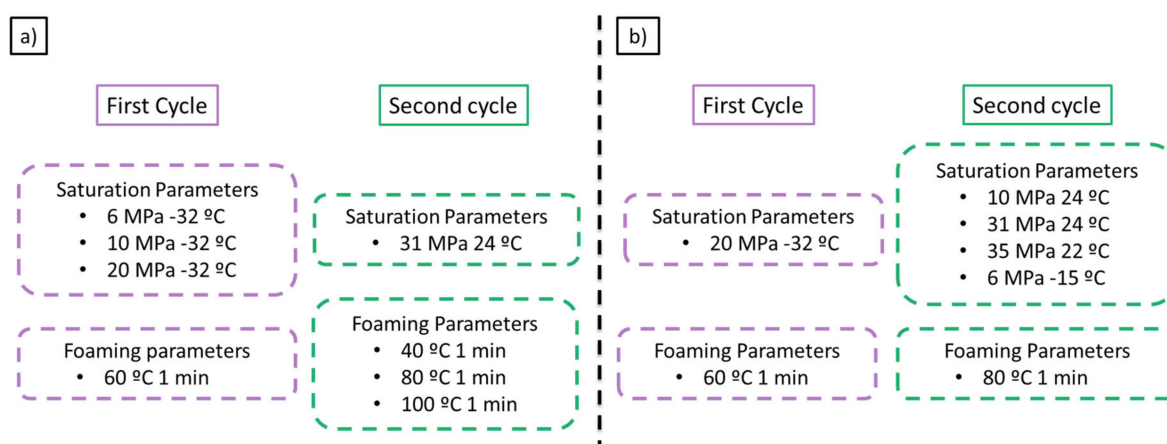 a)
First Cycle
Second cycle
Saturation Parameters
• 6 MPa -32 ºC
• 10 MPa -32 ºC
• 20 MPa -32 ºC
Saturation Parameters
• 31 MPa 24 ºC
Foaming parameters
• 60 ºC 1 min
Foaming Parameters
• 40 ºC 1 min
• 80 ºC 1 min
• 100 ºC 1 min
b)
First Cycle
Second cycle
Saturation Parameters
• 20 MPa -32 ºC
Saturation Parameters
• 10 MPa 24 ºC
• 31 MPa 24 ºC
• 35 MPa 22 ºC
• 6 MPa -15 ºC
Foaming Parameters
• 60 ºC 1 min
Foaming Parameters
• 80 ºC 1 min